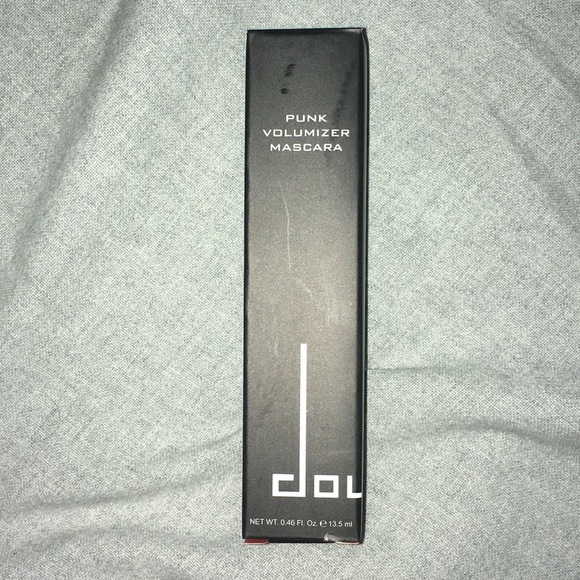 PUNK
VOLUMIZER
MASCARA
dou
NET WT. 0.46 Fl. Oz. ℮ 13.5 ml